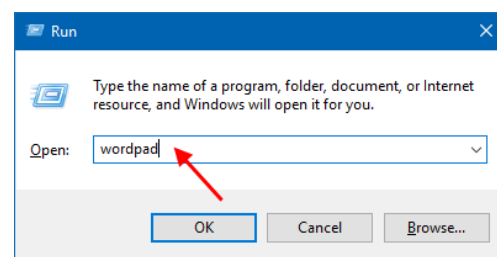 Run
Type the name of a program, folder, document, or Internet
resource, and Windows will open it for you.
Open: wordpad
OK Cancel Browse...